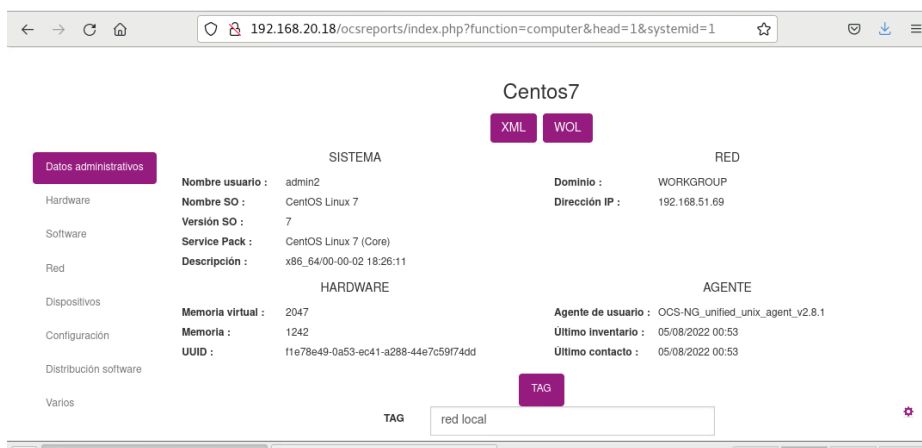 192.168.20.18/ocsreports/index.php?function=computer&head=1&systemid=1
Centos7
XML WOL
Datos administrativos
Hardware
Software
Red
Dispositivos
Configuración
Distribución software
Varios
SISTEMA
Nombre usuario : admin2
Nombre SO : CentOS Linux 7
Versión SO : 7
Service Pack : CentOS Linux 7 (Core)
Descripción : x86_64/00-00-02 18:26:11
RED
Dominio : WORKGROUP
Dirección IP : 192.168.51.69
HARDWARE
Memoria virtual : 2047
Memoria : 1242
UUID : f1e78e49-0a53-ec41-a288-44e7c59f74dd
AGENTE
Agente de usuario : OCS-NG_unified_unix_agent_v2.8.1
Último inventario : 05/08/2022 00:53
Último contacto : 05/08/2022 00:53
TAG
TAG red local